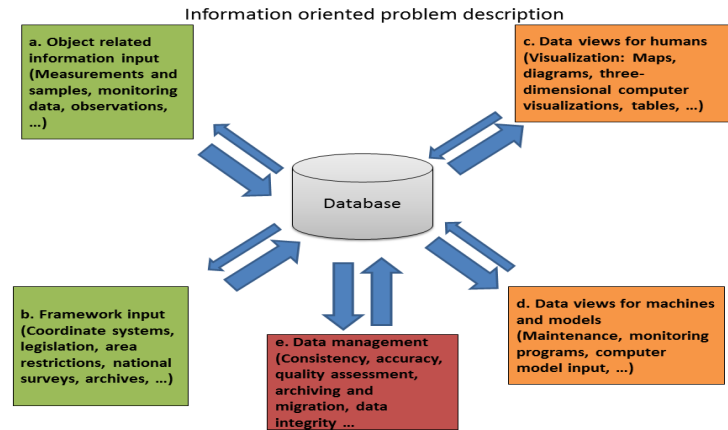 Information oriented problem description
a. Object related
information input
(Measurements and
samples, monitoring
data, observations,
...)
c. Data views for humans
(Visualization: Maps,
diagrams, three-
dimensional computer
visualizations, tables, ...)
Database
b. Framework input
(Coordinate systems,
legislation, area
restrictions, national
surveys, archives, ...)
e. Data management
(Consistency, accuracy,
quality assessment,
archiving and
migration, data
integrity ...
d. Data views for machines
and models
(Maintenance, monitoring
programs, computer
model input, ...)